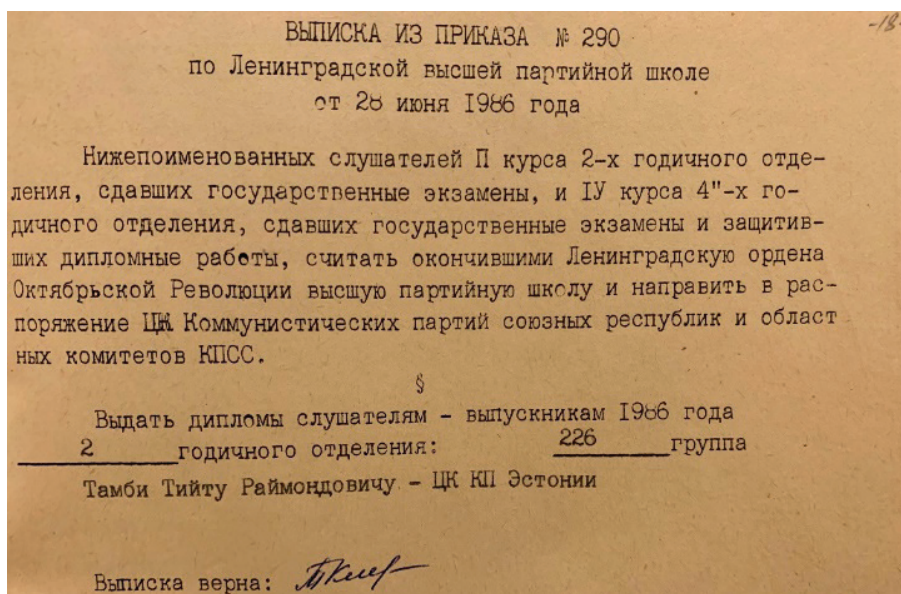 -18-
ВЫПИСКА ИЗ ПРИКАЗА № 290
по Ленинградской высшей партийной школе
от 28 июня I986 года
Нижепоименованных слушателей П курса 2-х годичного отде-
ления, сдавших государственные экзамены, и IУ курса 4"-х го-
дичного отделения, сдавших государственные экзамены и защитив-
ших дипломные работы, считать окончившими Ленинградскую ордена
Октябрьской Революции высшую партийную школу и направить в рас-
поряжение ЦК Коммунистических партий союзных республик и област
ных комитетов КПСС.
§
Выдать дипломы слушателям - выпускникам I986 года
2 годичного отделения: 226 группа
Тамби Тийту Раймондовичу - ЦК КП Эстонии
Выписка верна: